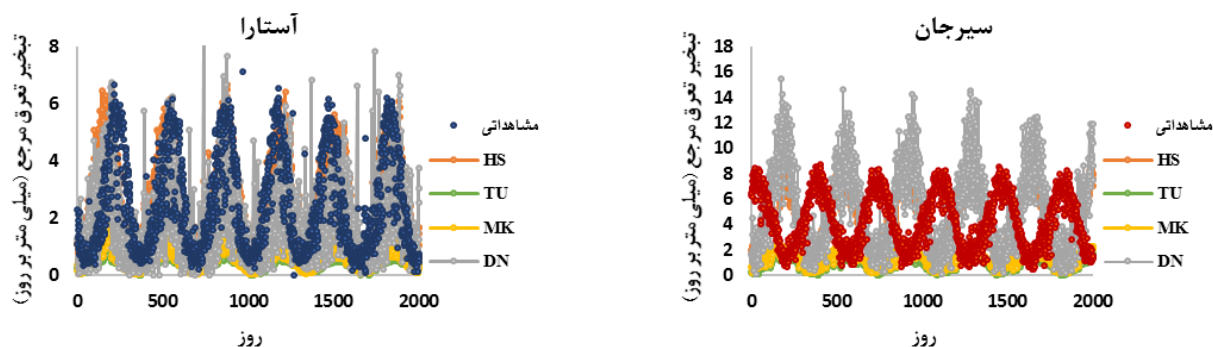 آستارا
تبخیر تعرق مرجع (میلی متر بر روز)
8
6
4
2
0
0 500 1000 1500 2000
روز
مشاهداتی
HS
TU
MK
DN
سیرجان
تبخیر تعرق مرجع (میلی متر بر روز)
18
16
14
12
10
8
6
4
2
0
0 500 1000 1500 2000
روز
مشاهداتی
HS
TU
MK
DN